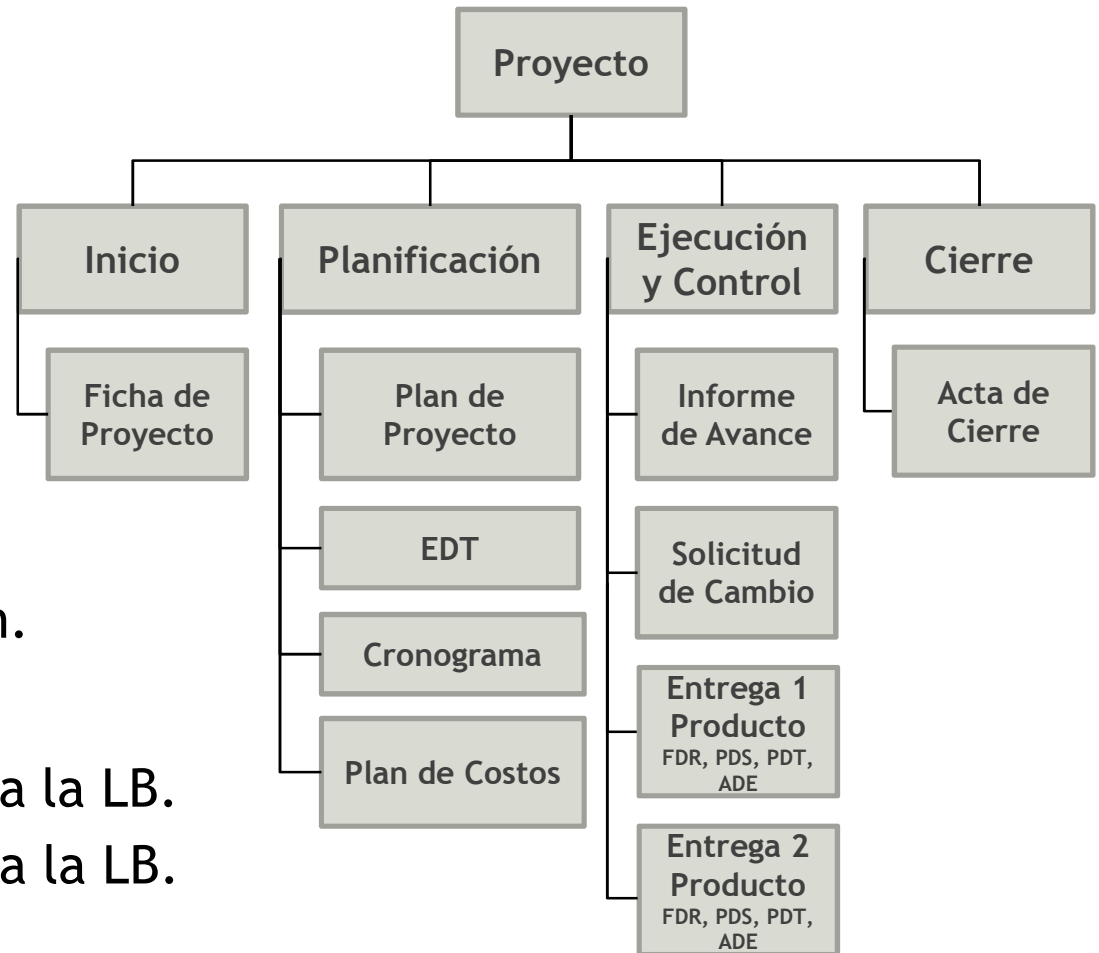 Proyecto
Inicio
Ficha de
Proyecto
Planificación
Plan de
Proyecto
EDT
Cronograma
Plan de Costos
Ejecución
y Control
Informe
de Avance
Solicitud
de Cambio
Entrega 1
Producto
FDR, PDS, PDT,
ADE
Entrega 2
Producto
FDR, PDS, PDT,
ADE
Cierre
Acta de
Cierre
a la LB.
a la LB.